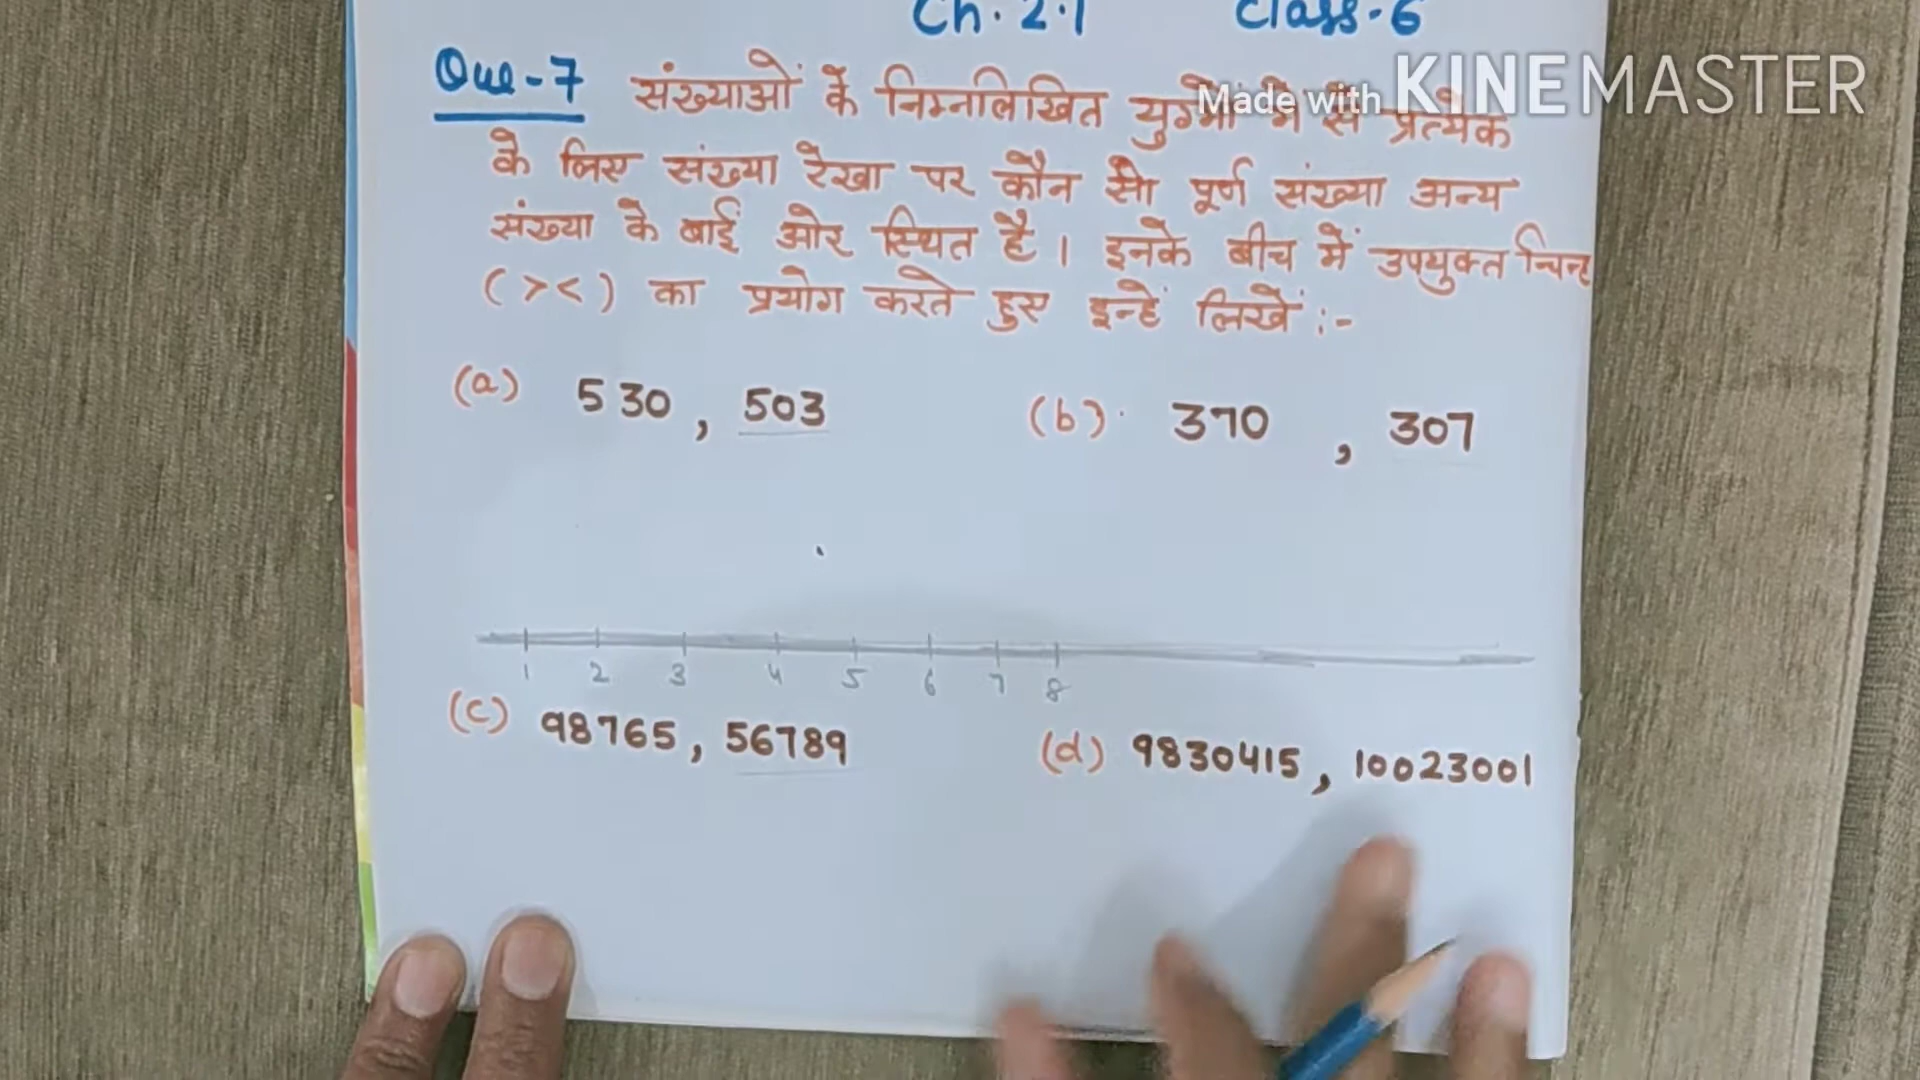 Ch. 2.1 Class-6
Made with KINEMASTER
Que-7 संख्याओं के निम्नलिखित युग्मों में से प्रत्येक
के लिए संख्या रेखा पर कौन सी पूर्ण संख्या अन्य
संख्या के बाईं ओर स्थित है। इनके बीच में उपयुक्त चिन्ह
(><) का प्रयोग करते हुए इन्हें लिखें :-
(a) 530, 503 (b) 370, 307
1 2 3 4 5 6 7 8
(c) 98765, 56789 (d) 9830415, 10023001